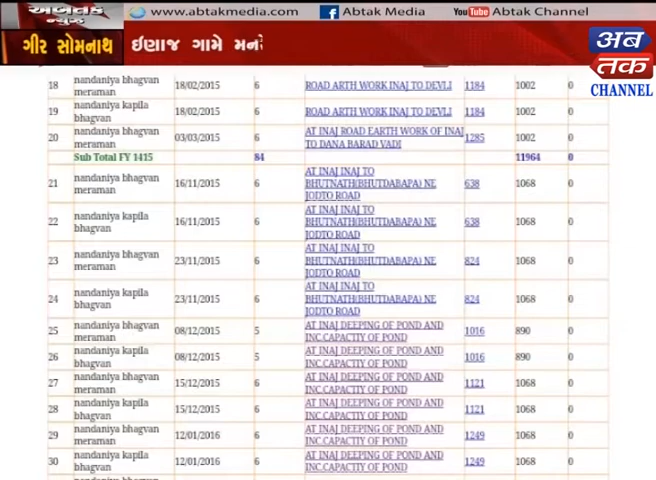 અબતક
ન્યુઝ
www.abtakmedia.com
Abtak Media
You Tube Abtak Channel
ગીર સોમનાથ
ઇણાજ ગામે મનરે
अब
तक
CHANNEL
18 nandaniya bhagvan meraman 18/02/2015 6 ROAD ARTH WORK INAJ TO DEVLI 1184 1002 0
19 nandaniya kapila bhagvan 18/02/2015 6 ROAD ARTH WORK INAJ TO DEVLI 1184 1002 0
20 nandaniya bhagvan meraman 03/03/2015 6 AT INAJ ROAD EARTH WORK OF INAJ TO DANA BARAD VADI 1285 1002 0
Sub Total FY 1415 84 11964 0
21 nandaniya bhagvan meraman 16/11/2015 6 AT INAJ INAJ TO BHUTNATH(BHUTDABAPA) NE JODTO ROAD 638 1068 0
22 nandaniya kapila bhagvan 16/11/2015 6 AT INAJ INAJ TO BHUTNATH(BHUTDABAPA) NE JODTO ROAD 638 1068 0
23 nandaniya bhagvan meraman 23/11/2015 6 AT INAJ INAJ TO BHUTNATH(BHUTDABAPA) NE JODTO ROAD 824 1068 0
24 nandaniya kapila bhagvan 23/11/2015 6 AT INAJ INAJ TO BHUTNATH(BHUTDABAPA) NE JODTO ROAD 824 1068 0
25 nandaniya bhagvan meraman 08/12/2015 5 AT INAJ DEEPING OF POND AND INC.CAPACTIY OF POND 1016 890 0
26 nandaniya kapila bhagvan 08/12/2015 5 AT INAJ DEEPING OF POND AND INC.CAPACTIY OF POND 1016 890 0
27 nandaniya bhagvan meraman 15/12/2015 6 AT INAJ DEEPING OF POND AND INC.CAPACTIY OF POND 1121 1068 0
28 nandaniya kapila bhagvan 15/12/2015 6 AT INAJ DEEPING OF POND AND INC.CAPACTIY OF POND 1121 1068 0
29 nandaniya bhagvan meraman 12/01/2016 6 AT INAJ DEEPING OF POND AND INC.CAPACTIY OF POND 1249 1068 0
30 nandaniya kapila bhagvan 12/01/2016 6 AT INAJ DEEPING OF POND AND INC.CAPACTIY OF POND 1249 1068 0